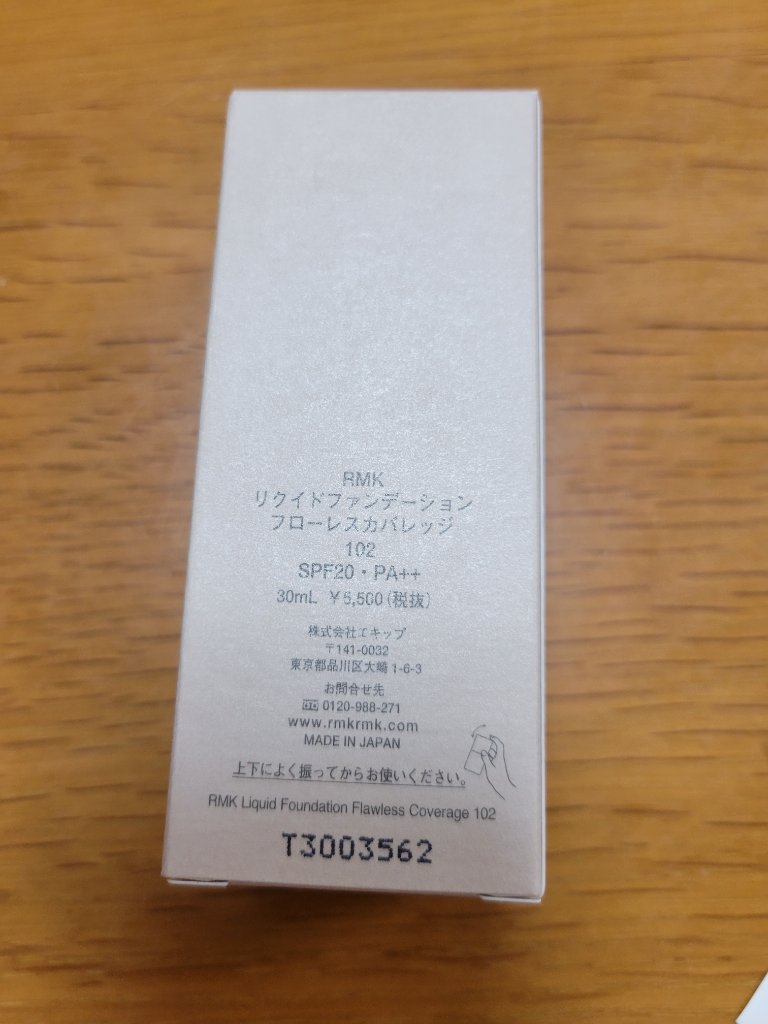 RMK
リクイドファンデーション
フローレスカバレッジ
102
SPF20・PA++
30mL ¥5,500(税抜)
株式会社エキップ
〒141-0032
東京都品川区大崎1-6-3
お問合せ先
0120-988-271
www.rmkrmk.com
MADE IN JAPAN
上下によく振ってからお使いください。
RMK Liquid Foundation Flawless Coverage 102
T3003562